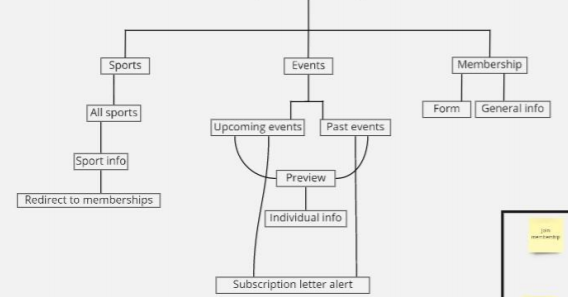 Sports
Events
Membership
All sports
Form
General info
Upcoming events
Past events
Sport info
Preview
Redirect to memberships
Individual info
join
membership
Subscription letter alert